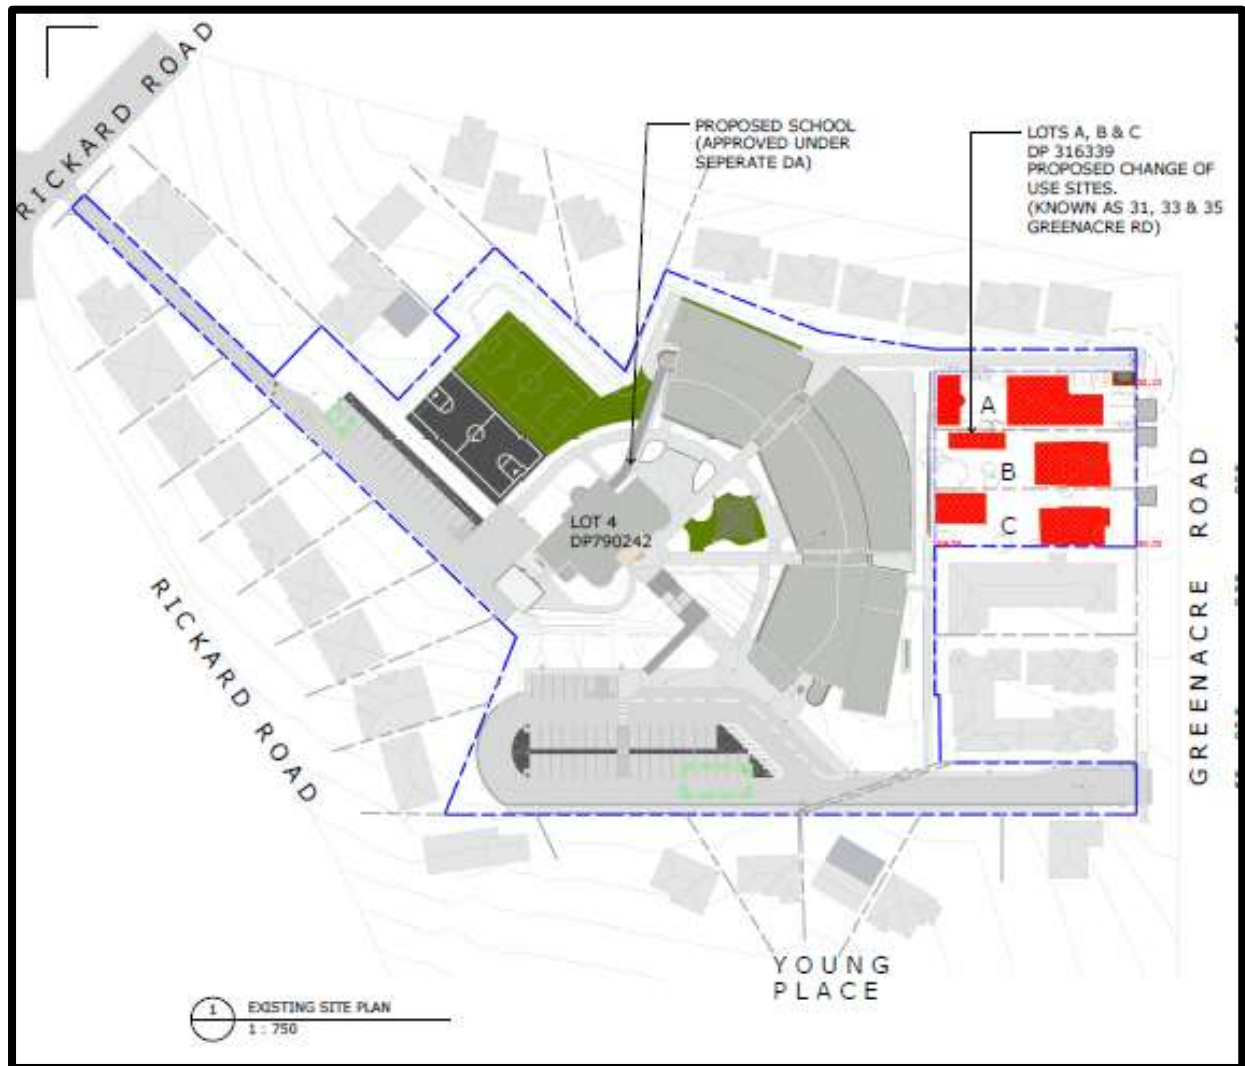 RICKARD ROAD
RICKARD ROAD
PROPOSED SCHOOL
(APPROVED UNDER
SEPERATE DA)
LOTS A, B & C
DP 316339
PROPOSED CHANGE OF
USE SITES.
(KNOWN AS 31, 33 & 35
GREENACRE RD)
A
B
C
LOT 4
DP790242
RICKARD ROAD
GREENACRE ROAD
YOUNG
PLACE
1
EXISTING SITE PLAN
1 : 750